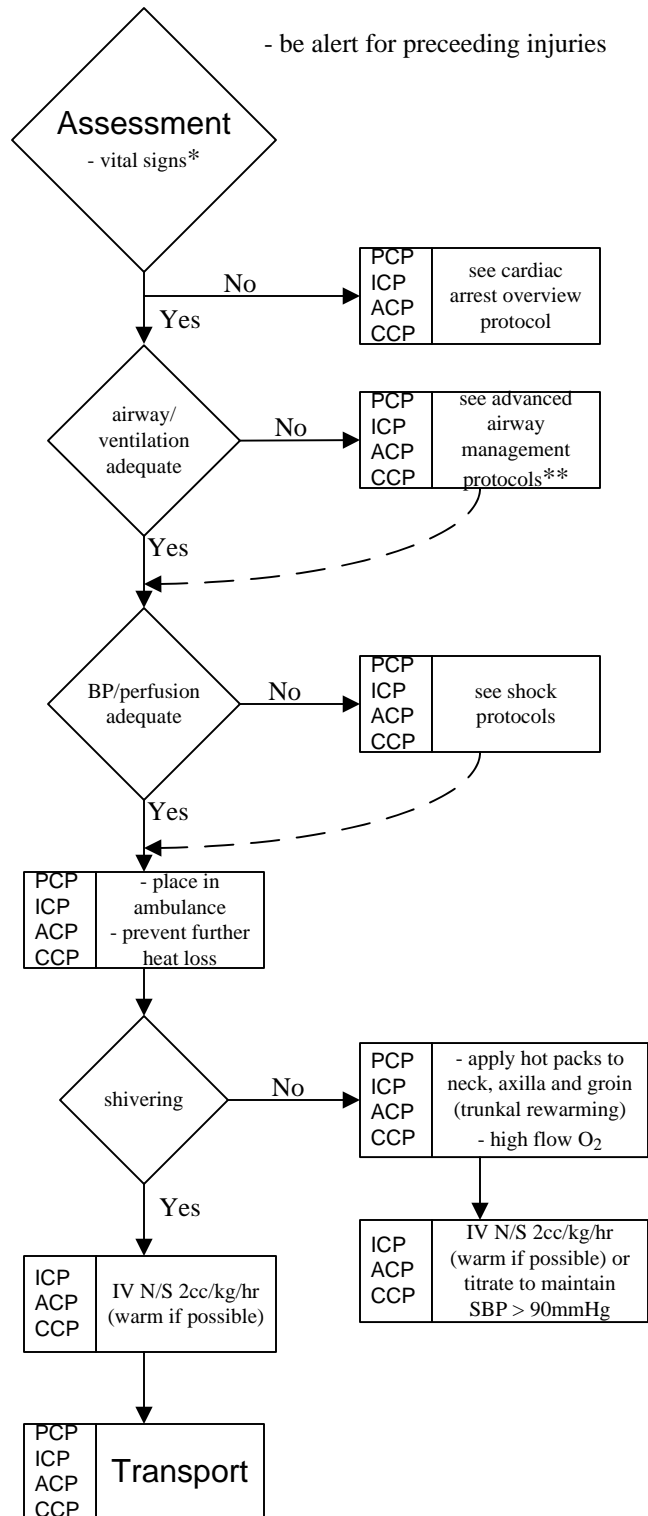 - be alert for preceeding injuries
Assessment
- vital signs*
No
PCP
ICP
ACP
CCP
see cardiac
arrest overview
protocol
Yes
airway/
ventilation
adequate
No
PCP
ICP
ACP
CCP
see advanced
airway
management
protocols**
Yes
BP/perfusion
adequate
No
PCP
ICP
ACP
CCP
see shock
protocols
Yes
PCP
ICP
ACP
CCP
- place in
ambulance
- prevent further
heat loss
shivering
No
PCP
ICP
ACP
CCP
- apply hot packs to
neck, axilla and groin
(trunkal rewarming)
- high flow O2
Yes
ICP
ACP
CCP
IV N/S 2cc/kg/hr
(warm if possible) or
titrate to maintain
SBP > 90mmHg
ICP
ACP
CCP
IV N/S 2cc/kg/hr
(warm if possible)
PCP
ICP
ACP
CCP
Transport